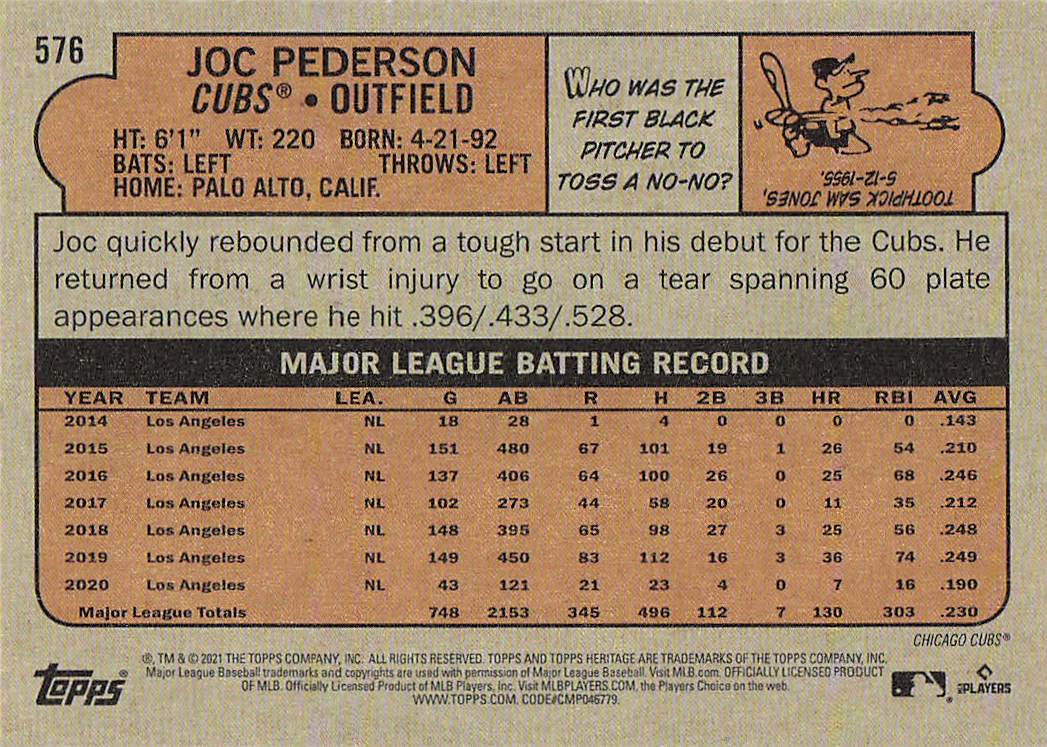 576
JOC PEDERSON
CUBS® • OUTFIELD
HT: 6'1" WT: 220 BORN: 4-21-92
BATS: LEFT THROWS: LEFT
HOME: PALO ALTO, CALIF.
WHO WAS THE
FIRST BLACK
PITCHER TO
TOSS A NO-NO?
TOOTHPICK SAM JONES,
5-12-1955.
Joc quickly rebounded from a tough start in his debut for the Cubs. He
returned from a wrist injury to go on a tear spanning 60 plate
appearances where he hit .396/.433/.528.
MAJOR LEAGUE BATTING RECORD
YEAR TEAM LEA. G AB R H 2B 3B HR RBI AVG
2014 Los Angeles NL 18 28 1 4 0 0 0 0 .143
2015 Los Angeles NL 151 480 67 101 19 1 26 54 .210
2016 Los Angeles NL 137 406 64 100 26 0 25 68 .246
2017 Los Angeles NL 102 273 44 58 20 0 11 35 .212
2018 Los Angeles NL 148 395 65 98 27 3 25 56 .248
2019 Los Angeles NL 149 450 83 112 16 3 36 74 .249
2020 Los Angeles NL 43 121 21 23 4 0 7 16 .190
Major League Totals 748 2153 345 496 112 7 130 303 .230
CHICAGO CUBS®
®, TM & © 2021 THE TOPPS COMPANY, INC. ALL RIGHTS RESERVED. TOPPS AND TOPPS HERITAGE ARE TRADEMARKS OF THE TOPPS COMPANY, INC.
Major League Baseball trademarks and copyrights are used with permission of Major League Baseball. Visit MLB.com. OFFICIALLY LICENSED PRODUCT
OF MLB. Officially Licensed Product of MLB Players, Inc. Visit MLBPLAYERS.COM, the Players Choice on the web.
WWW.TOPPS.COM. CODE#CMP046779.
topps®
MLBPLAYERS